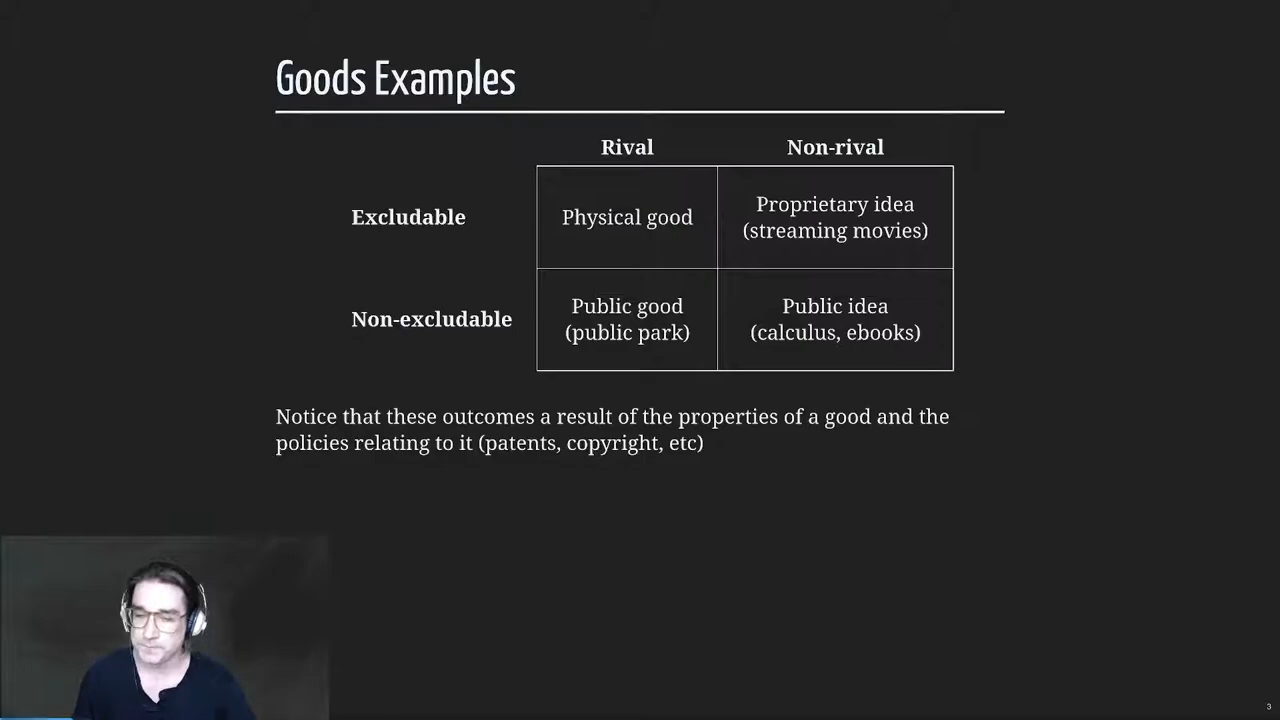 Goods Examples
Rival Non-rival
Excludable
Physical good
Proprietary idea
(streaming movies)
Non-excludable
Public good
(public park)
Public idea
(calculus, ebooks)
Notice that these outcomes a result of the properties of a good and the
policies relating to it (patents, copyright, etc)
3